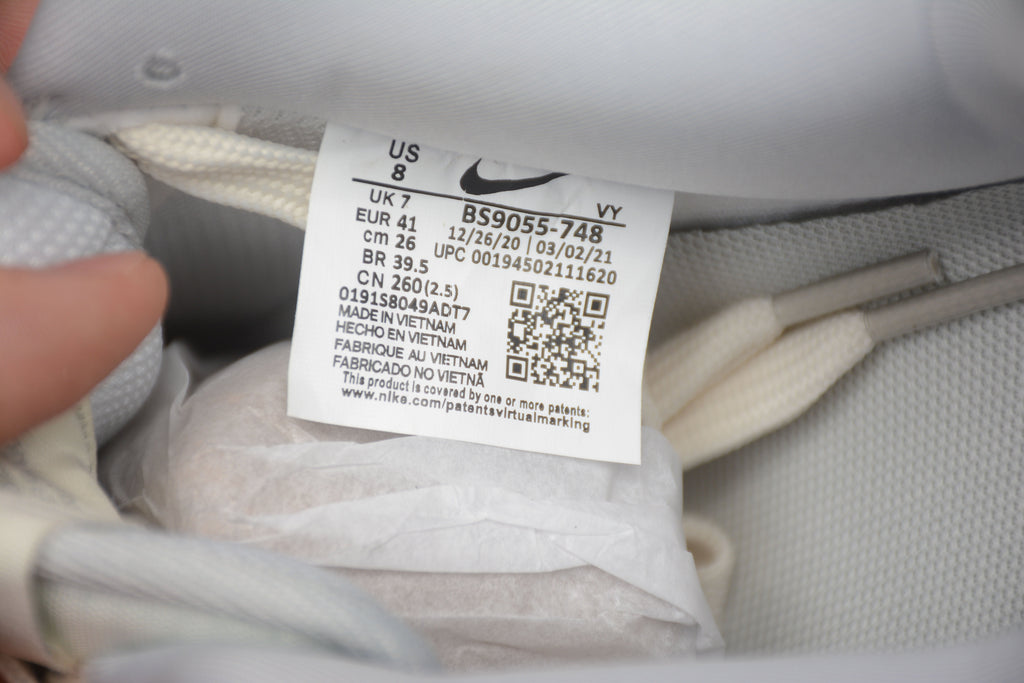 US
8
UK 7
EUR 41
cm 26
BR 39.5
CN 260(2.5)
VY
BS9055-748
12/26/20 | 03/02/21
UPC 00194502111620
0191S8049ADT7
MADE IN VIETNAM
HECHO EN VIETNAM
FABRIQUE AU VIETNAM
FABRICADO NO VIETNÃ
This product is covered by one or more patents:
www.nike.com/patentsvirtualmarking